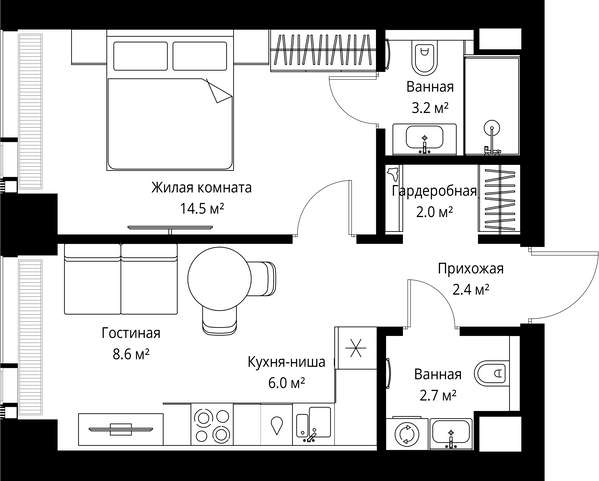 Ванная
3.2 м²
Жилая комната
14.5 м²
Гардеробная
2.0 м²
Прихожая
2.4 м²
Гостиная
8.6 м²
Кухня-ниша
6.0 м²
Ванная
2.7 м²